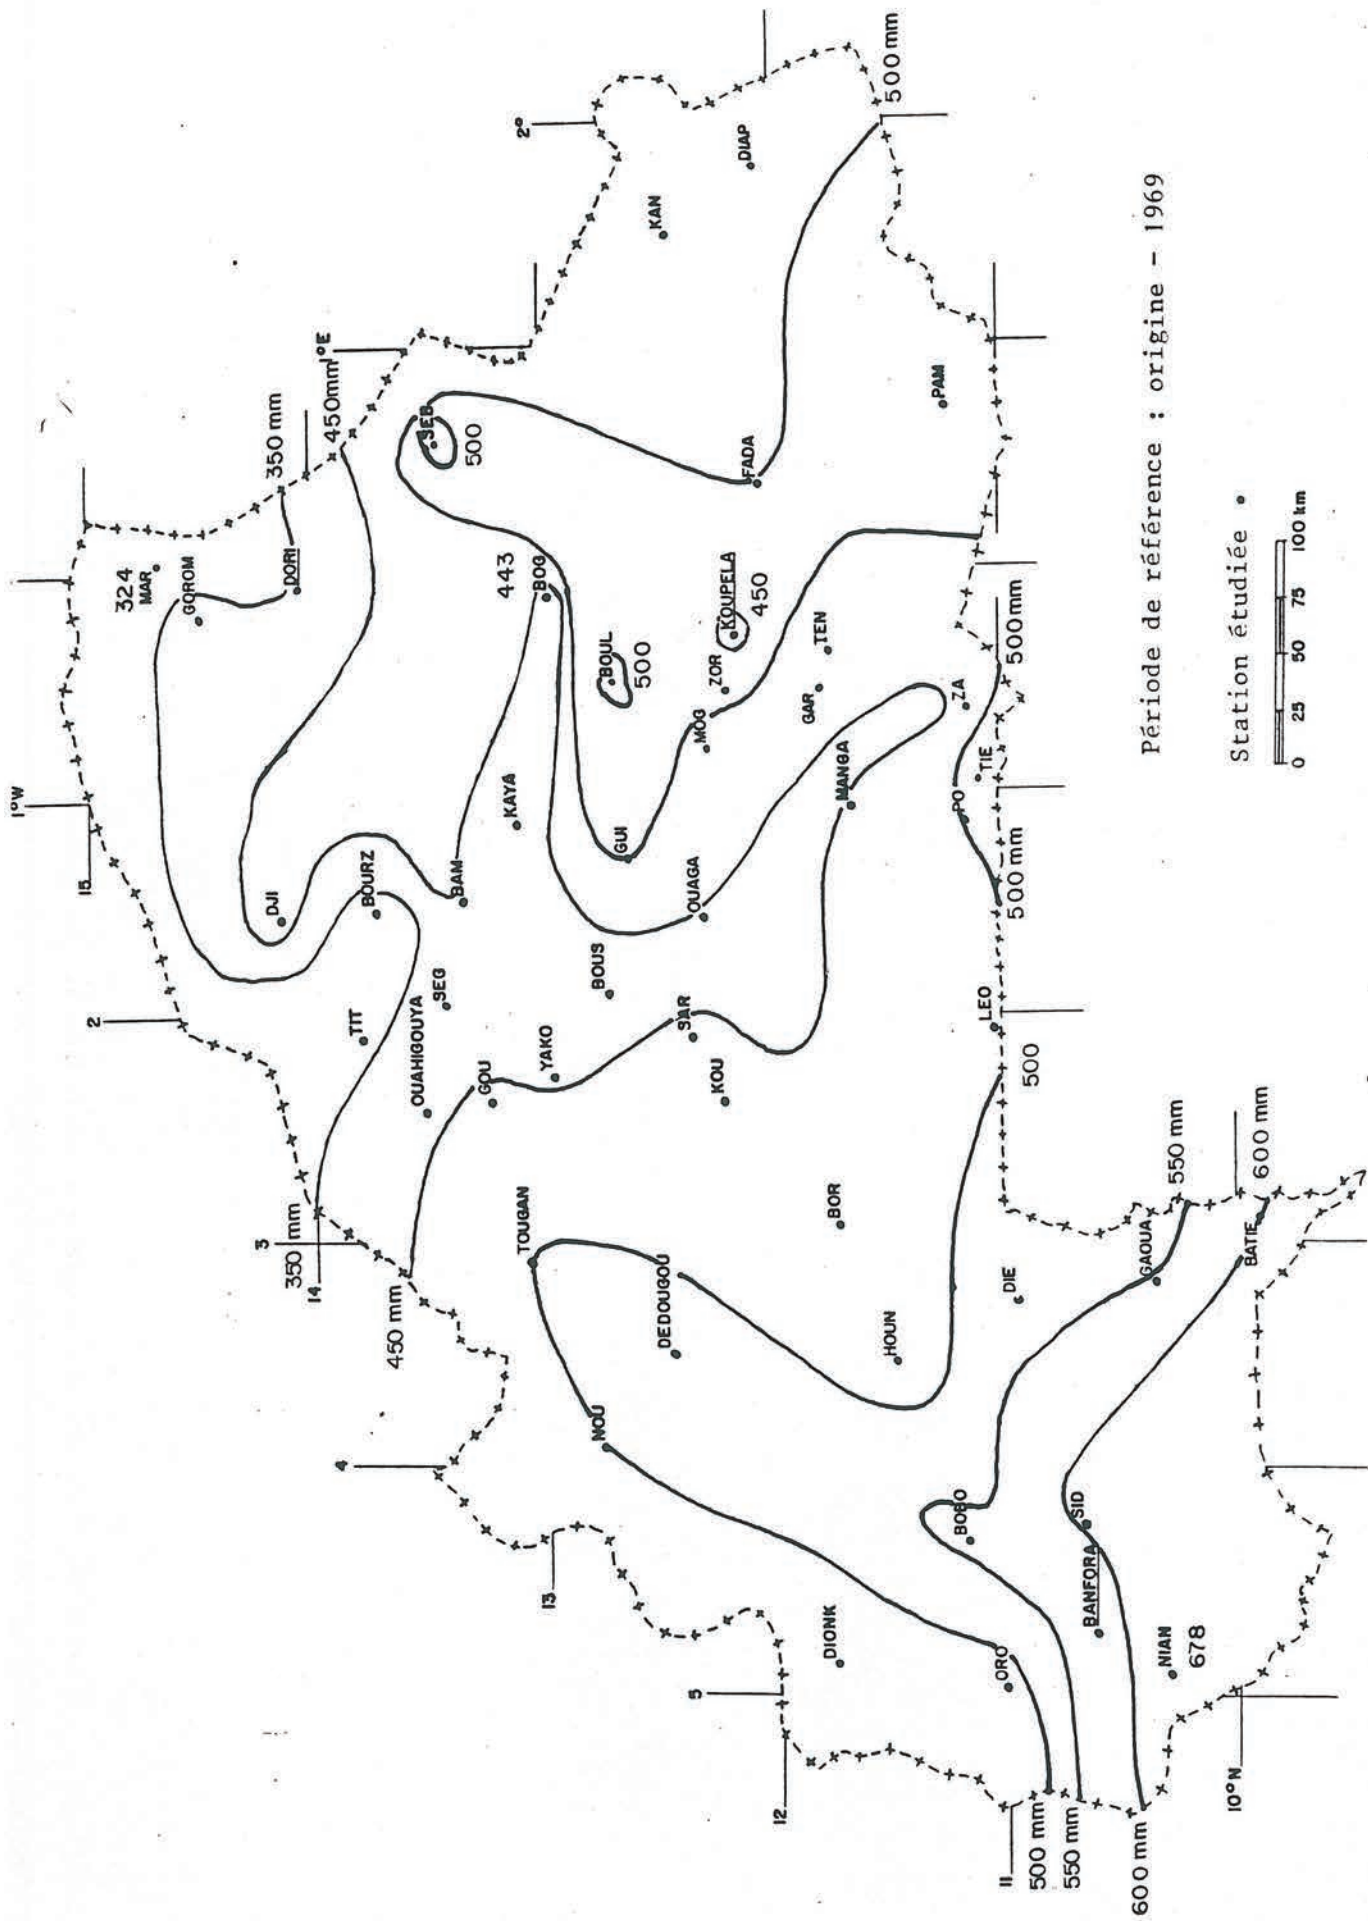 1°W
15
2
324
MAR
GOROM
350 mm
DORI
450mm
1°E
2°
DJI
BOURZ
BAM
TIT
SEG
OUAHIGOUYA
3
350 mm
14
450 mm
GOU
YAKO
KAYA
443
BOG
SEB
500
BOUS
GUI
BOUL
500
KAN
DIAP
500 mm
TOUGAN
4
NOU
DEDOUGOU
SAR
KOU
OUAGA
MOG
ZOR
KOUPELA
450
FADA
13
MANGA
GAR
TEN
BOR
HOUN
DIONK
5
12
PAM
ZA
TIE
PO
LEO
500
500 mm
500 mm
DIE
BOBO
ORO
11
500 mm
550 mm
600 mm
SID
BANFORA
NIAN
678
GAOUA
550 mm
BATIE
600 mm
10°N
Période de référence : origine - 1969
Station étudiée
0 25 50 75 100 km